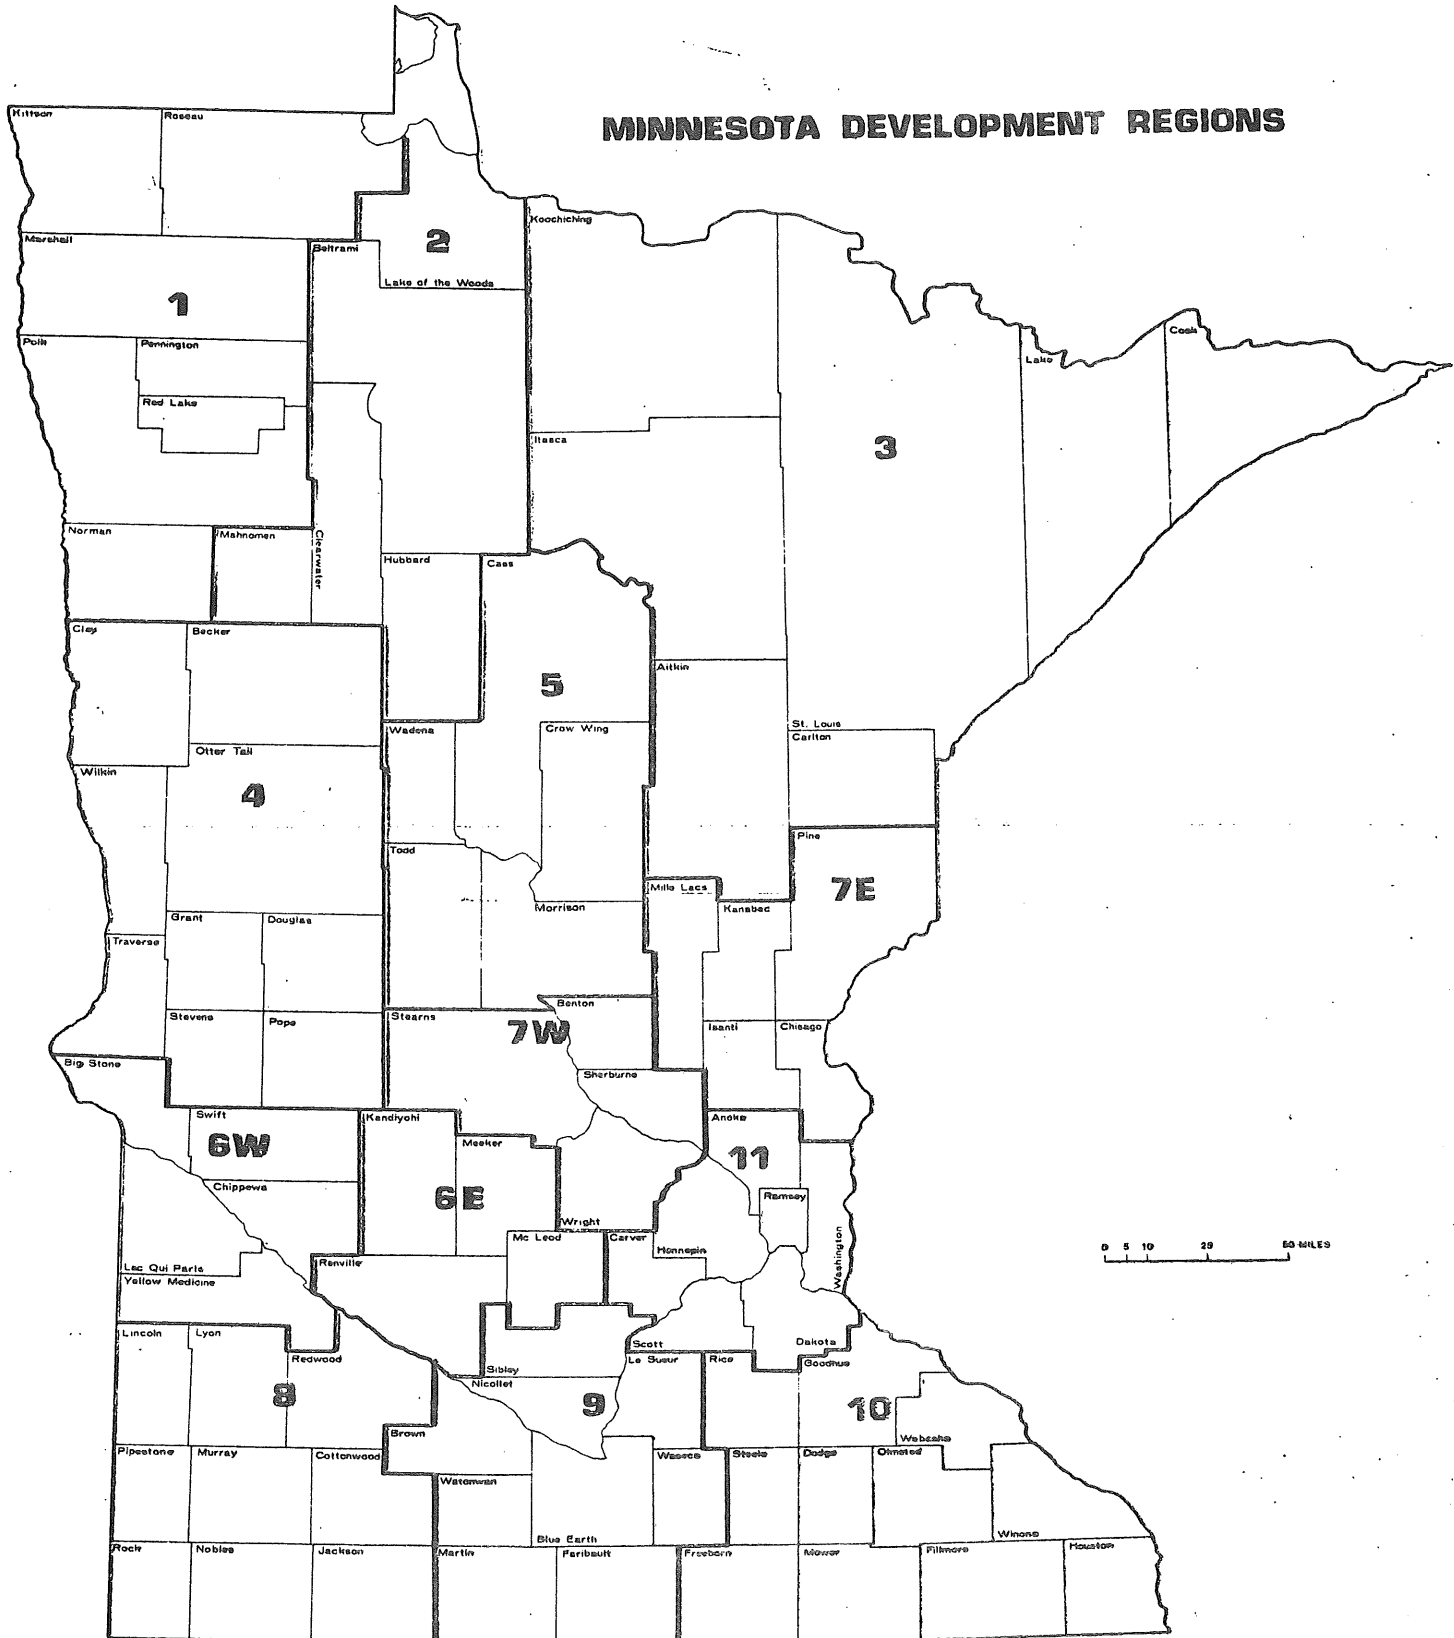 MINNESOTA DEVELOPMENT REGIONS
Kittson
Roseau
Koochiching
Marshall
Beltrami
2
Lake of the Woods
1
Cook
Polk
Pennington
Lake
Red Lake
Itasca
3
Norman
Mahnomen
Clearwater
Hubbard
Cass
Clay
Becker
Aitkin
5
St. Louis
Wadena
Crow Wing
Carlton
Otter Tail
Wilkin
4
Pine
Todd
Mille Lacs
7E
Morrison
Kanabec
Grant
Douglas
Traverse
Benton
Stevens
Pope
Stearns
7W
Isanti
Chisago
Big Stone
Sherburne
Swift
Kandiyohi
Anoka
6W
Meeker
11
Chippewa
6E
Ramsey
Wright
Mc Leod
Carver
Hennepin
Washington
0 5 10 25 50 MILES
Renville
Lac Qui Parle
Yellow Medicine
Lincoln
Lyon
Scott
Dakota
Redwood
Sibley
Le Sueur
Rice
Goodhue
Nicollet
8
9
10
Brown
Wabasha
Pipestone
Murray
Cottonwood
Waseca
Steele
Dodge
Olmsted
Watonwan
Blue Earth
Winona
Rock
Nobles
Jackson
Martin
Faribault
Freeborn
Mower
Fillmore
Houston